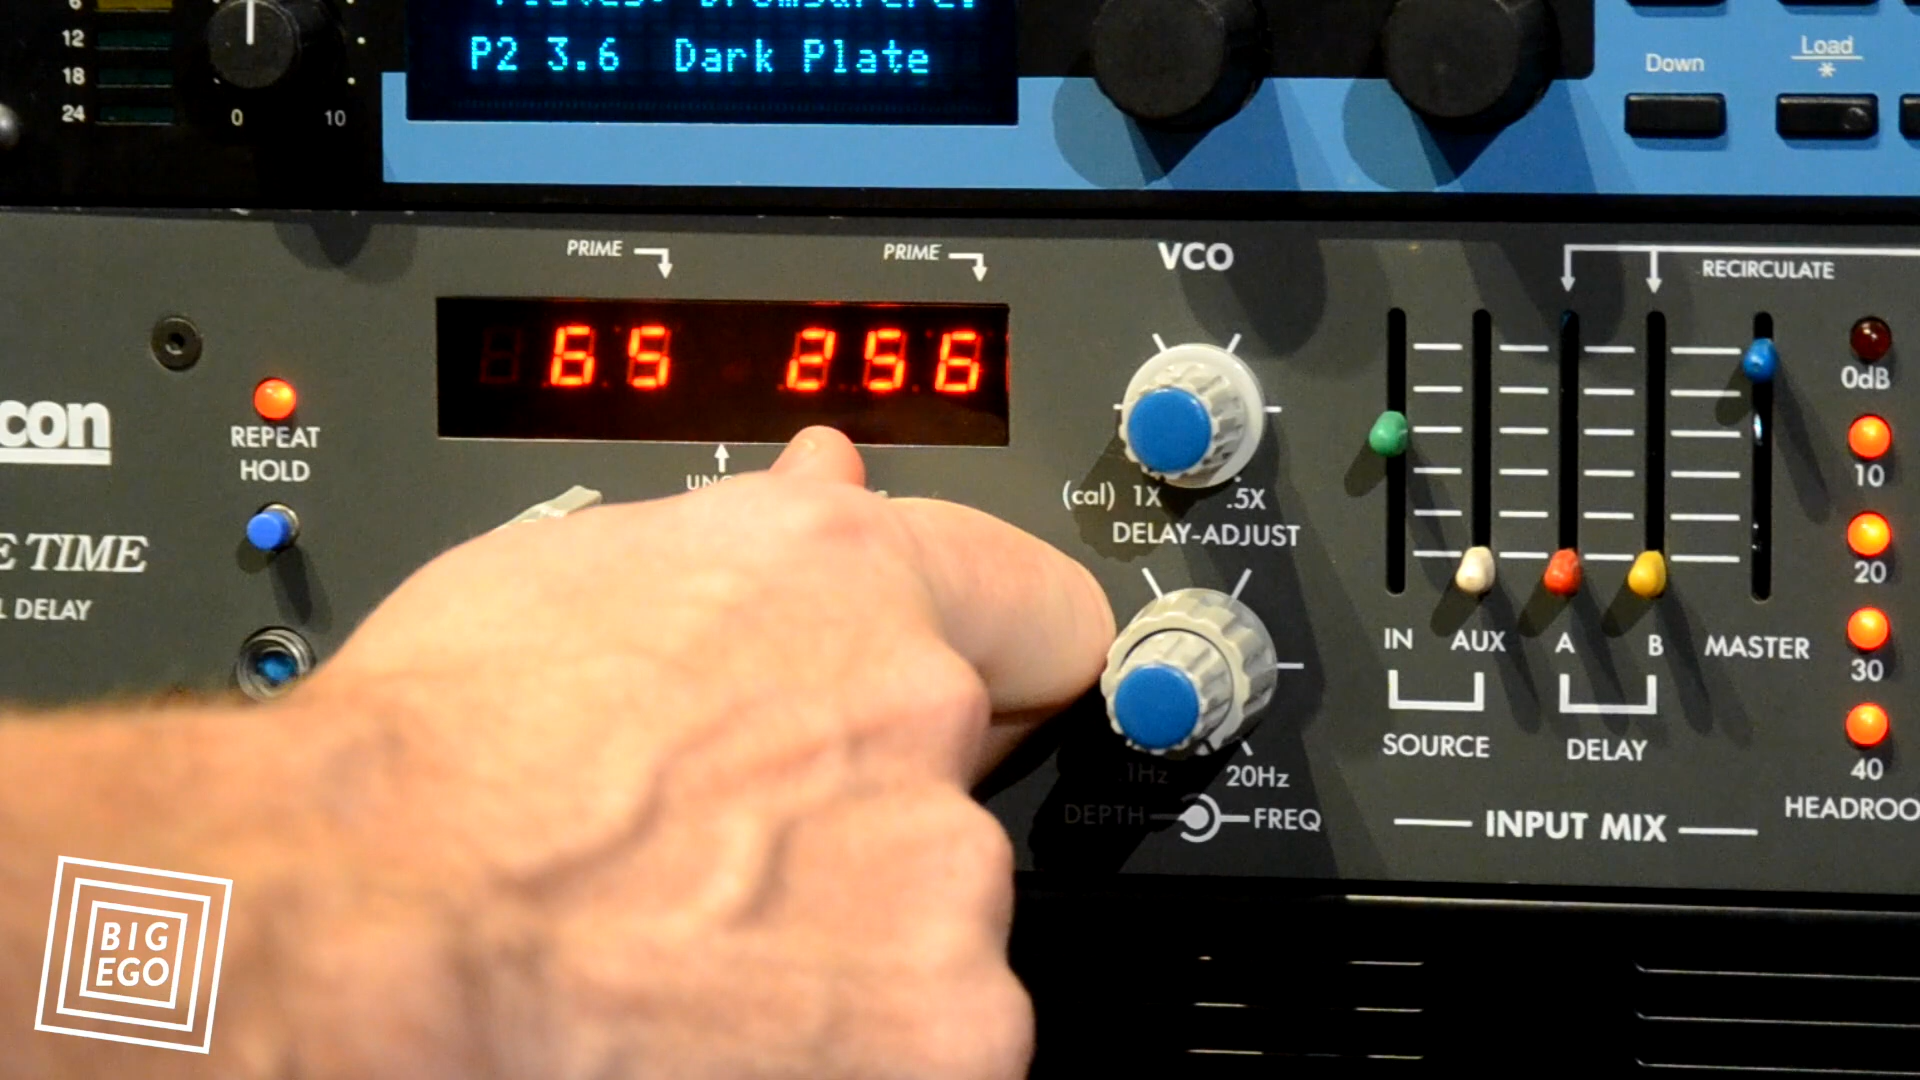 6
12
18
24
0 10
P2 3.6 Dark Plate
Down
Load
*
PRIME
PRIME
VCO
RECIRCULATE
65 256
0dB
con
REPEAT
HOLD
(cal) 1X .5X
DELAY-ADJUST
10
E TIME
L DELAY
20
IN AUX A B MASTER
30
SOURCE DELAY
.1Hz 20Hz
40
DEPTH FREQ
INPUT MIX
HEADROO
BIG
EGO